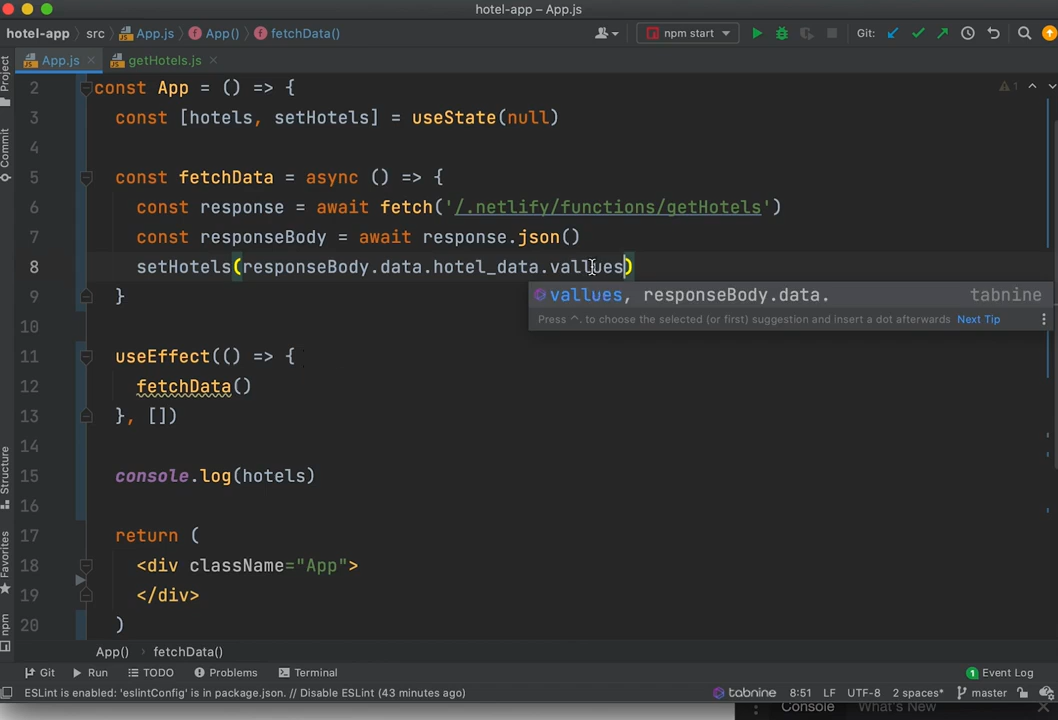 hotel-app – App.js
hotel-app src App.js App() fetchData() npm start Git:
Project App.js getHotels.js
2 const App = () => { 1
3 const [hotels, setHotels] = useState(null)
4
Commit
5 const fetchData = async () => {
6 const response = await fetch('/.netlify/functions/getHotels')
7 const responseBody = await response.json()
8 setHotels(responseBody.data.hotel_data.vallues)
9 }
vallues, responseBody.data. tabnine
Press ^. to choose the selected (or first) suggestion and insert a dot afterwards Next Tip
10
11 useEffect(() => {
12 fetchData()
13 }, [])
14
Structure
15 console.log(hotels)
16
17 return (
Favorites
18 <div className="App">
19 </div>
npm
20 )
App() fetchData()
Git Run TODO Problems Terminal 1 Event Log
ESLint is enabled: 'eslintConfig' is in package.json. // Disable ESLint (43 minutes ago) tabnine 8:51 LF UTF-8 2 spaces* master
Console What's New